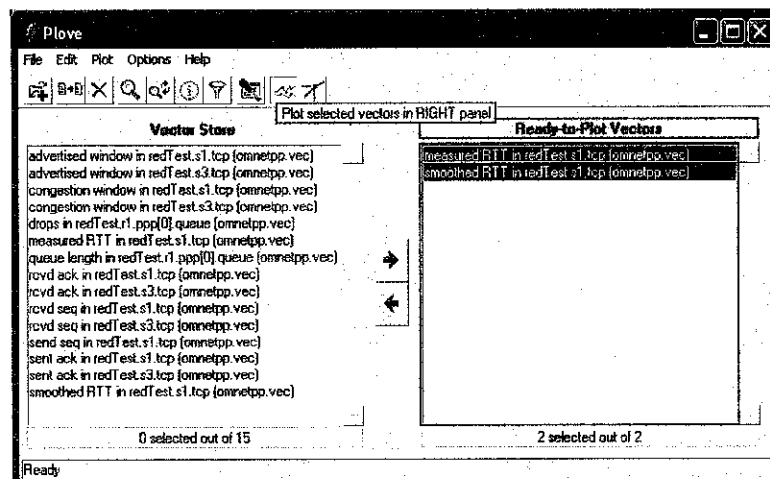 Plove
File Edit Plot Options Help
Plot selected vectors in RIGHT panel
Vector Store
advertised window in redTest.s1.tcp (omnetpp.vec)
advertised window in redTest.s3.tcp (omnetpp.vec)
congestion window in redTest.s1.tcp (omnetpp.vec)
congestion window in redTest.s3.tcp (omnetpp.vec)
drops in redTest.r1.ppp[0].queue (omnetpp.vec)
measured RTT in redTest.s1.tcp (omnetpp.vec)
queue length in redTest.r1.ppp[0].queue (omnetpp.vec)
rcvd ack in redTest.s1.tcp (omnetpp.vec)
rcvd ack in redTest.s3.tcp (omnetpp.vec)
rcvd seq in redTest.s1.tcp (omnetpp.vec)
rcvd seq in redTest.s3.tcp (omnetpp.vec)
send seq in redTest.s1.tcp (omnetpp.vec)
sent ack in redTest.s1.tcp (omnetpp.vec)
sent ack in redTest.s3.tcp (omnetpp.vec)
smoothed RTT in redTest.s1.tcp (omnetpp.vec)
0 selected out of 15
Ready-to-Plot Vectors
measured RTT in redTest.s1.tcp (omnetpp.vec)
smoothed RTT in redTest.s1.tcp (omnetpp.vec)
2 selected out of 2
Ready